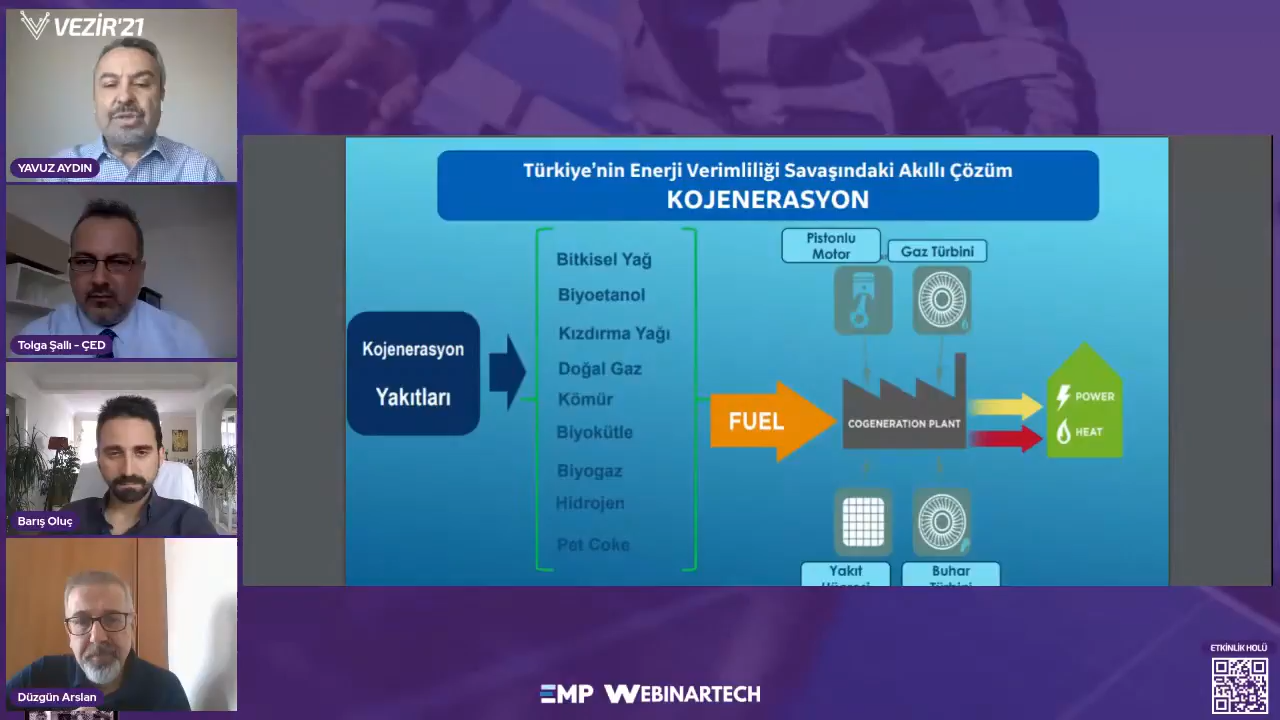 VEZİR'21
YAVUZ AYDIN
Tolga Şallı - ÇED
Barış Oluç
Düzgün Arslan
Türkiye'nin Enerji Verimliliği Savaşındaki Akıllı Çözüm
KOJENERASYON
Kojenerasyon
Yakıtları
Bitkisel Yağ
Biyoetanol
Kızdırma Yağı
Doğal Gaz
Kömür
Biyokütle
Biyogaz
Hidrojen
Pet Coke
FUEL
Pistonlu
Motor
Gaz Türbini
COGENERATION PLANT
POWER
HEAT
Yakıt
Buhar
ETKİNLİK HOLÜ
EMP WEBINARTECH